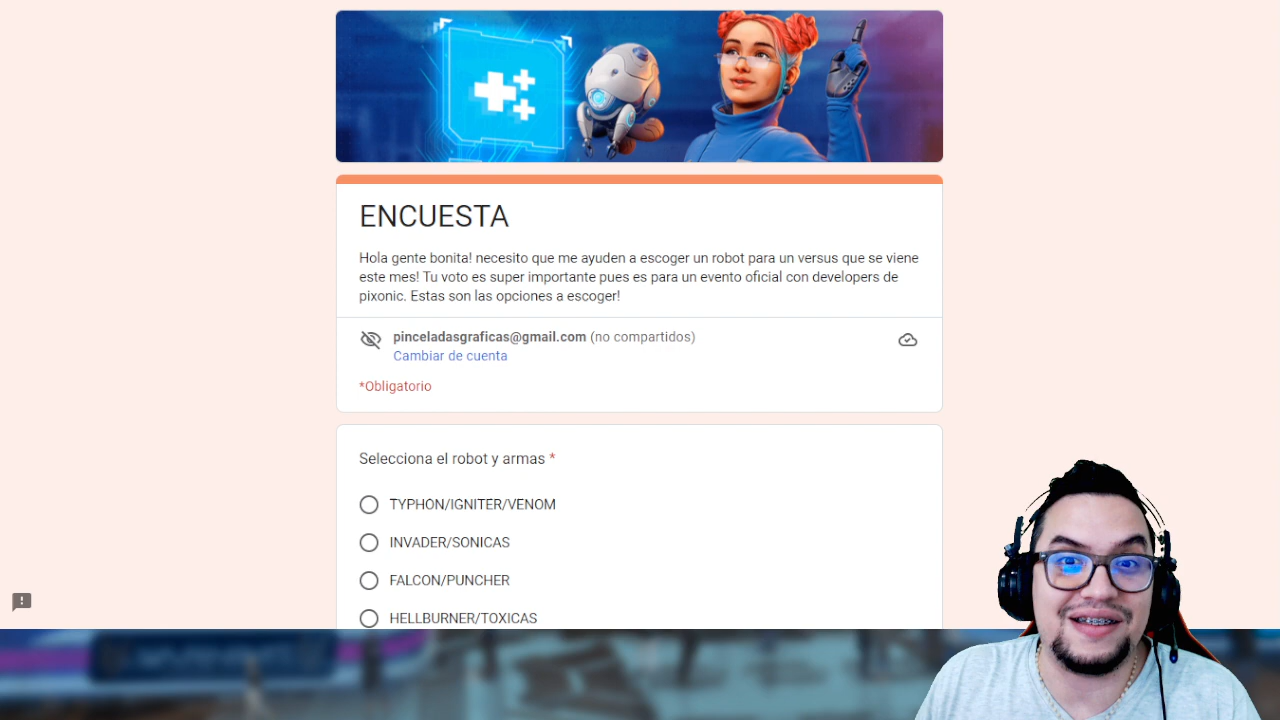 ENCUESTA
Hola gente bonita! necesito que me ayuden a escoger un robot para un versus que se viene
este mes! Tu voto es super importante pues es para un evento oficial con developers de
pixonic. Estas son las opciones a escoger!
pinceladasgraficas@gmail.com (no compartidos)
Cambiar de cuenta
*Obligatorio
Selecciona el robot y armas *
TYPHON/IGNITER/VENOM
INVADER/SONICAS
FALCON/PUNCHER
HELLBURNER/TOXICAS